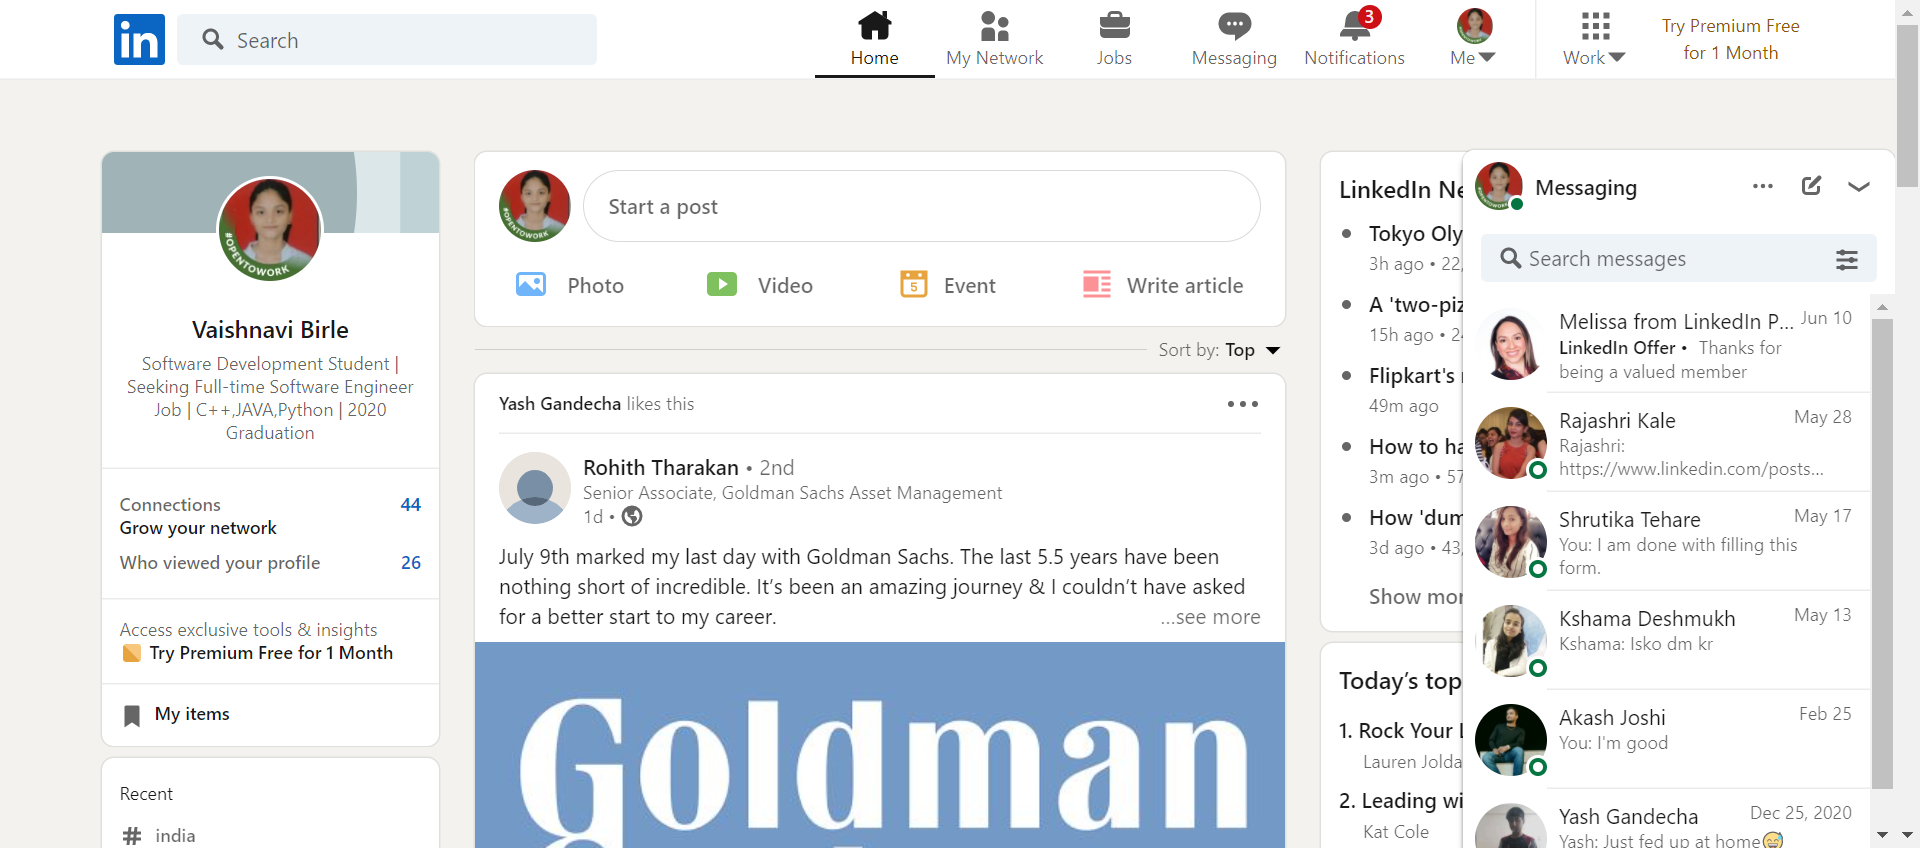 in
Search
Home
My Network
Jobs
Messaging
3
Notifications
Me
Work
Try Premium Free
for 1 Month
#OPENTOWORK
Vaishnavi Birle
Software Development Student |
Seeking Full-time Software Engineer
Job | C++,JAVA,Python | 2020
Graduation
Connections 44
Grow your network
Who viewed your profile 26
Access exclusive tools & insights
Try Premium Free for 1 Month
My items
Recent
# india
Start a post
Photo
Video
5
Event
Write article
Sort by: Top
Yash Gandecha likes this
Rohith Tharakan • 2nd
Senior Associate, Goldman Sachs Asset Management
1d •
July 9th marked my last day with Goldman Sachs. The last 5.5 years have been
nothing short of incredible. It’s been an amazing journey & I couldn’t have asked
for a better start to my career. ...see more
Goldman
LinkedIn Ne
Tokyo Oly
3h ago • 22,
A 'two-piz
15h ago • 2
Flipkart's
49m ago
How to ha
3m ago • 57
How 'dum
3d ago • 43,
Show mor
Today’s top
1. Rock Your
Lauren Jolda
2. Leading wi
Kat Cole
Messaging
Search messages
Melissa from LinkedIn P... Jun 10
LinkedIn Offer • Thanks for
being a valued member
Rajashri Kale May 28
Rajashri:
https://www.linkedin.com/posts...
Shrutika Tehare May 17
You: I am done with filling this
form.
Kshama Deshmukh May 13
Kshama: Isko dm kr
Akash Joshi Feb 25
You: I'm good
Yash Gandecha Dec 25, 2020
Yash: Just fed up at home😅